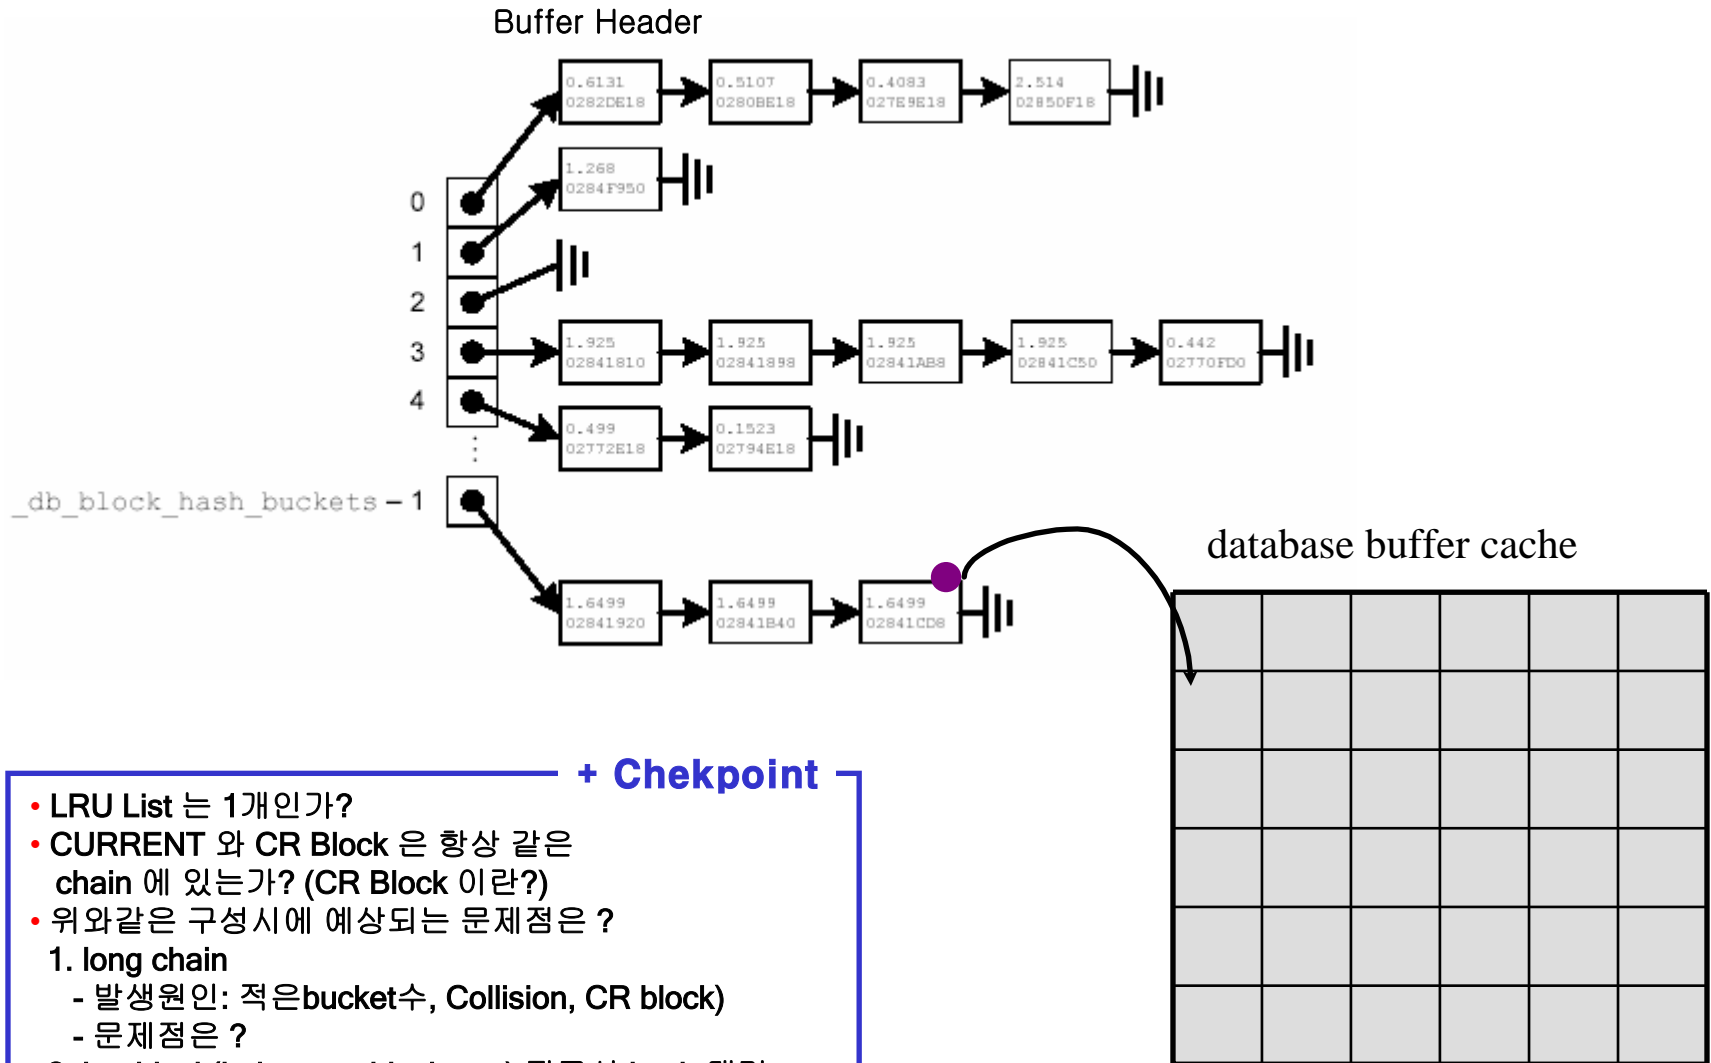 Buffer Header
0.6131
0282DE18
0.5107
0280BE18
0.4083
027E9E18
2.514
02850F18
1.268
0284F950
0
1
2
3
4
1.925
02841810
1.925
02841898
1.925
02841AB8
1.925
02841C50
0.442
02770FD0
0.499
02772E18
0.1523
02794E18
_db_block_hash_buckets – 1
1.6499
02841920
1.6499
02841B40
1.6499
02841CD8
database buffer cache
+ Chekpoint
• LRU List 는 1개인가?
• CURRENT 와 CR Block 은 항상 같은
chain 에 있는가? (CR Block 이란?)
• 위와같은 구성시에 예상되는 문제점은 ?
1. long chain
- 발생원인: 적은bucket수, Collision, CR block)
- 문제점은 ?